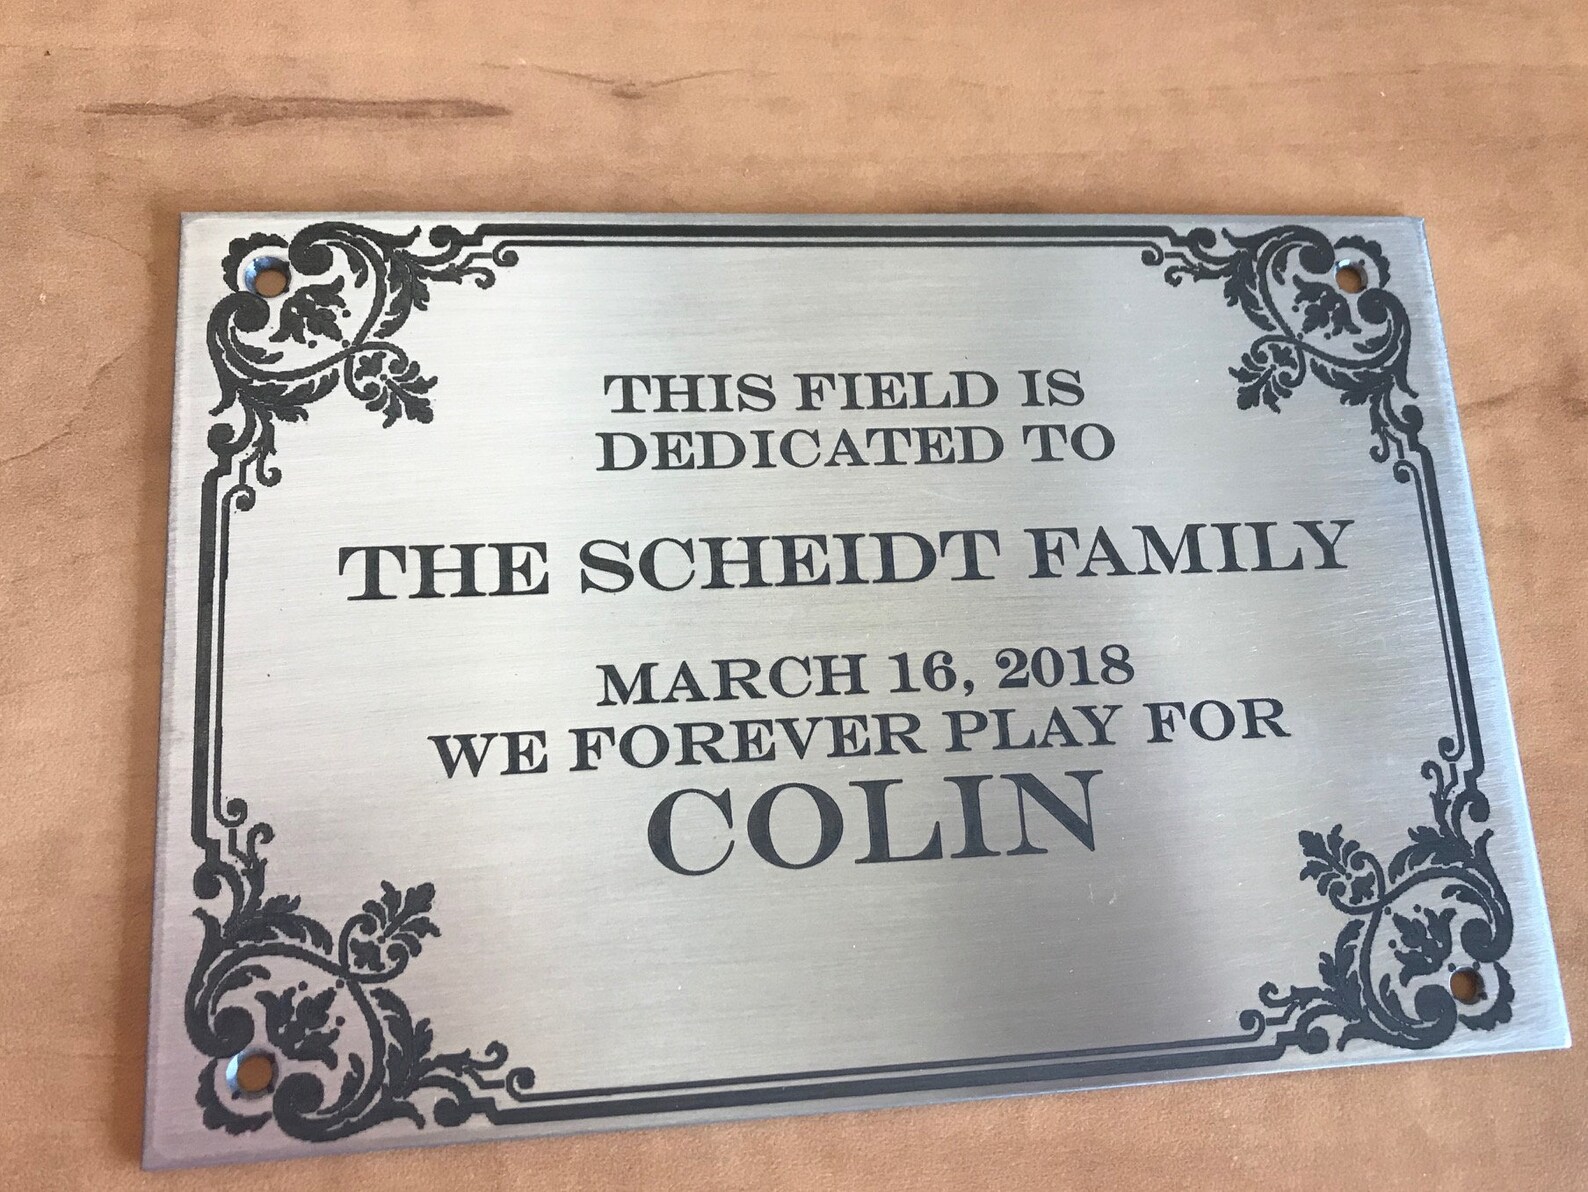 THIS FIELD IS
DEDICATED TO
THE SCHEIDT FAMILY
MARCH 16, 2018
WE FOREVER PLAY FOR
COLIN